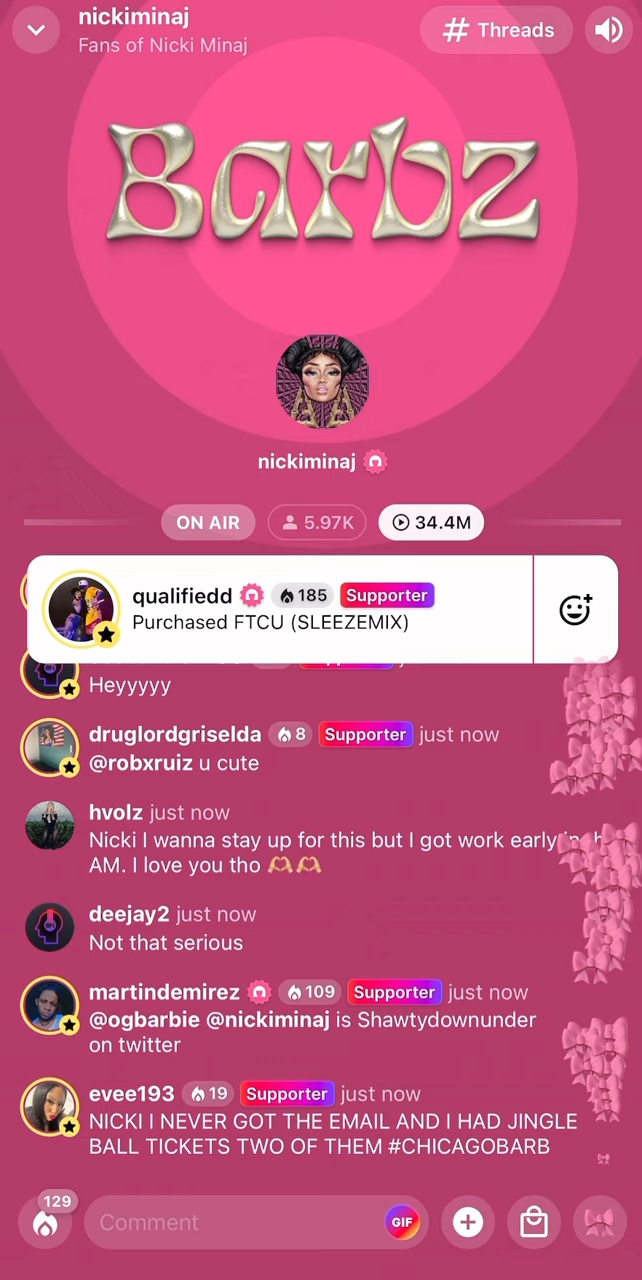 nickiminaj
Fans of Nicki Minaj
# Threads
Barbz
nickiminaj
ON AIR
5.97K
34.4M
qualifiedd 185 Supporter
Purchased FTCU (SLEEZEMIX)
Heyyyyy
druglordgriselda 8 Supporter just now
@robxruiz u cute
hvolz just now
Nicki I wanna stay up for this but I got work early
AM. I love you tho 🫶🏼🫶🏼
deejay2 just now
Not that serious
martindemirez 109 Supporter just now
@ogbarbie @nickiminaj is Shawtydownunder
on twitter
evee193 19 Supporter just now
NICKI I NEVER GOT THE EMAIL AND I HAD JINGLE
BALL TICKETS TWO OF THEM #CHICAGOBARB
129
Comment
GIF